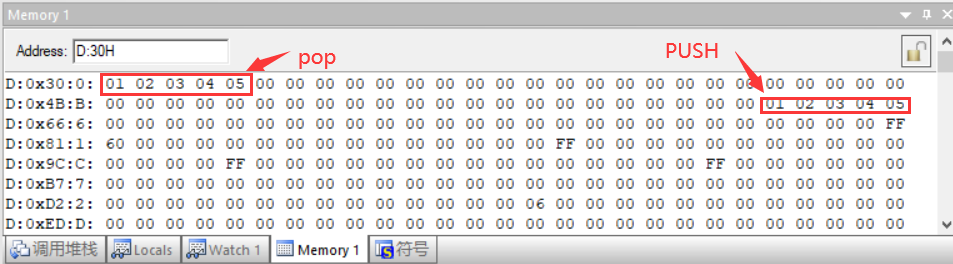 Memory 1
Address: D:30H
pop
PUSH
D:0x30:0: 01 02 03 04 05 00 00 00 00 00 00 00 00 00 00 00 00 00 00 00 00 00 00 00 00 00 00
D:0x4B:B: 00 00 00 00 00 00 00 00 00 00 00 00 00 00 00 00 00 00 00 00 00 00 01 02 03 04 05
D:0x66:6: 00 00 00 00 00 00 00 00 00 00 00 00 00 00 00 00 00 00 00 00 00 00 00 00 00 00 FF
D:0x81:1: 60 00 00 00 00 00 00 00 00 00 00 00 00 00 00 FF 00 00 00 00 00 00 00 00 00 00 00
D:0x9C:C: 00 00 00 00 FF 00 00 00 00 00 00 00 00 00 00 00 00 00 00 00 FF 00 00 00 00 00 00
D:0xB7:7: 00 00 00 00 00 00 00 00 00 00 00 00 00 00 00 00 00 00 00 00 00 00 00 00 00 00 00
D:0xD2:2: 00 00 00 00 00 00 00 00 00 00 00 00 00 00 06 00 00 00 00 00 00 00 00 00 00 00 00
D:0xED:D: 00 00 00 00 00 00 00 00 00 00 00 00 00 00 00 00 00 00 00 00 00 00 00 00 00 00 00
调用堆栈 Locals Watch 1 Memory 1 符号